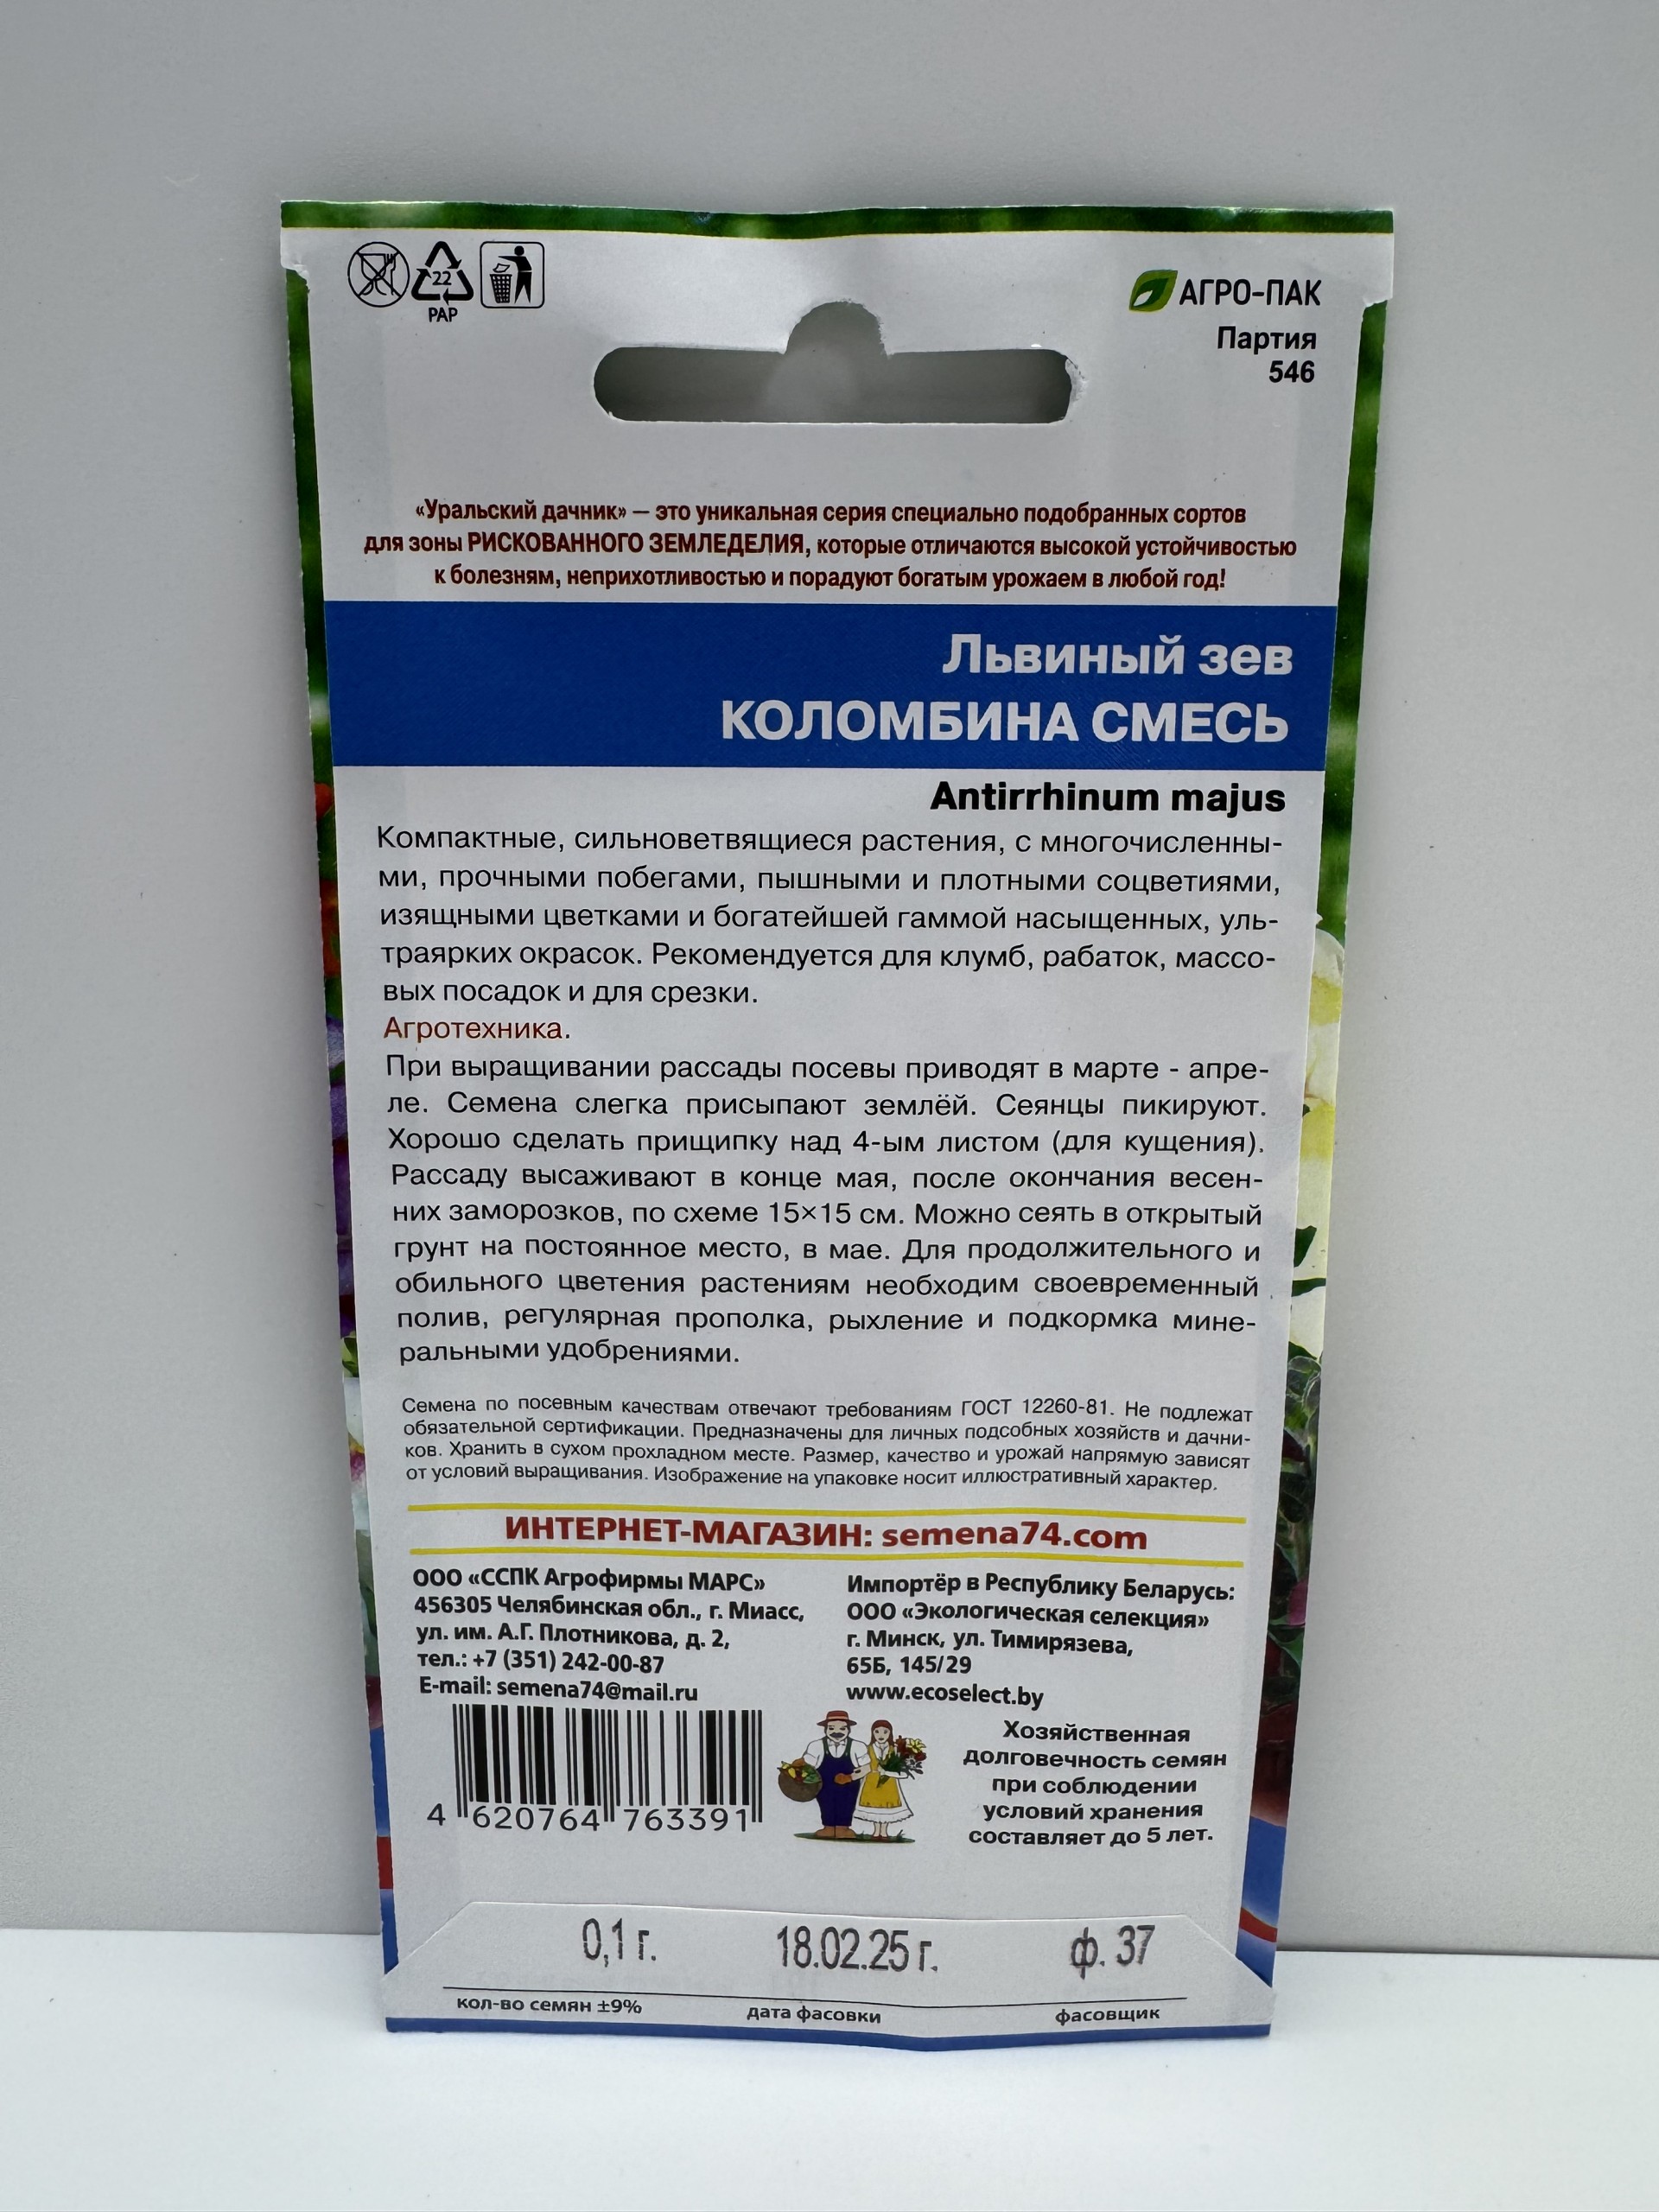 22
PAP
АГРО-ПАК
Партия
546
«Уральский дачник» — это уникальная серия специально подобранных сортов
для зоны РИСКОВАННОГО ЗЕМЛЕДЕЛИЯ, которые отличаются высокой устойчивостью
к болезням, неприхотливостью и порадуют богатым урожаем в любой год!
Львиный зев
КОЛОМБИНА СМЕСЬ
Antirrhinum majus
Компактные, сильноветвящиеся растения, с многочисленны-
ми, прочными побегами, пышными и плотными соцветиями,
изящными цветками и богатейшей гаммой насыщенных, уль-
траярких окрасок. Рекомендуется для клумб, рабаток, массо-
вых посадок и для срезки.
Агротехника.
При выращивании рассады посевы приводят в марте - апре-
ле. Семена слегка присыпают землёй. Сеянцы пикируют.
Хорошо сделать прищипку над 4-ым листом (для кущения).
Рассаду высаживают в конце мая, после окончания весен-
них заморозков, по схеме 15×15 см. Можно сеять в открытый
грунт на постоянное место, в мае. Для продолжительного и
обильного цветения растениям необходим своевременный
полив, регулярная прополка, рыхление и подкормка мине-
ральными удобрениями.
Семена по посевным качествам отвечают требованиям ГОСТ 12260-81. Не подлежат
обязательной сертификации. Предназначены для личных подсобных хозяйств и дачни-
ков. Хранить в сухом прохладном месте. Размер, качество и урожай напрямую зависят
от условий выращивания. Изображение на упаковке носит иллюстративный характер.
ИНТЕРНЕТ-МАГАЗИН: semena74.com
ООО «ССПК Агрофирмы МАРС»
456305 Челябинская обл., г. Миасс,
ул. им. А.Г. Плотникова, д. 2,
тел.: +7 (351) 242-00-87
E-mail: semena74@mail.ru
Импортёр в Республику Беларусь:
ООО «Экологическая селекция»
г. Минск, ул. Тимирязева,
65Б, 145/29
www.ecoselect.by
4 620764 763391
Хозяйственная
долговечность семян
при соблюдении
условий хранения
составляет до 5 лет.
0,1 г. 18.02.25 г. ф. 37
кол-во семян ±9% дата фасовки фасовщик